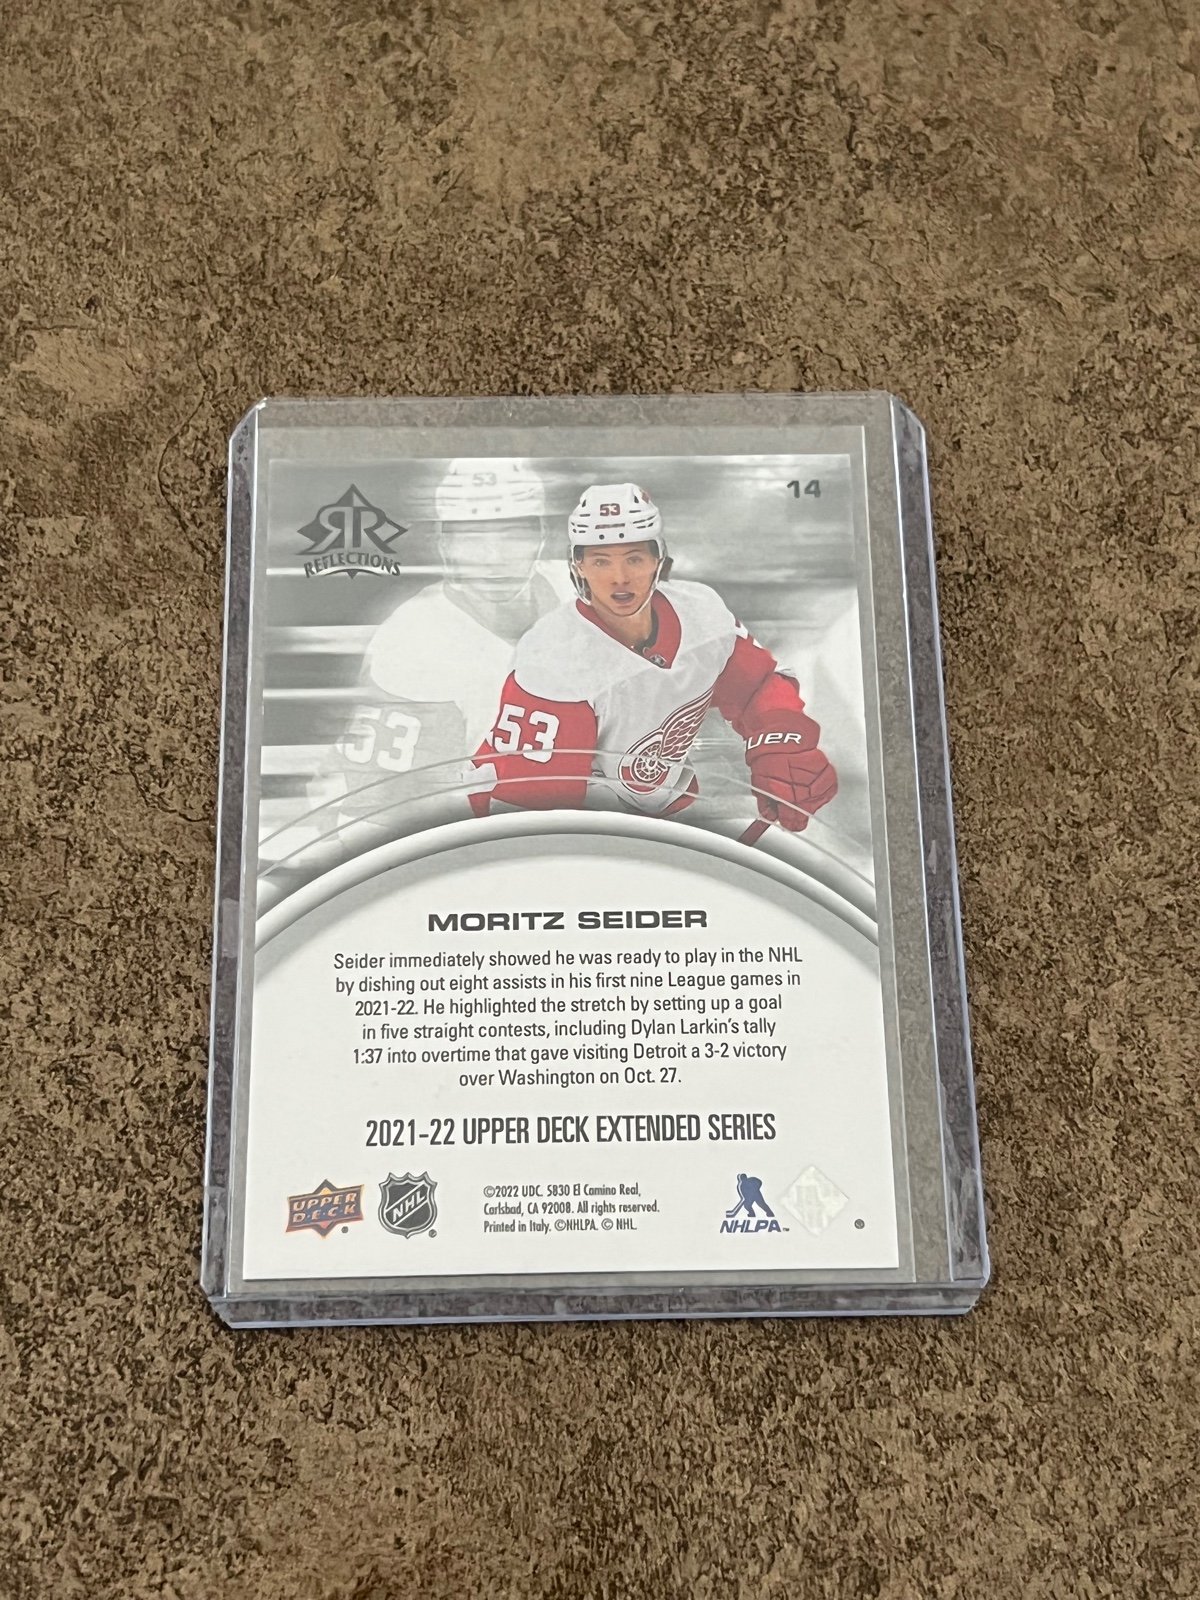 53
14
53
RR
REFLECTIONS
53
53
UER
MORITZ SEIDER
Seider immediately showed he was ready to play in the NHL
by dishing out eight assists in his first nine League games in
2021-22. He highlighted the stretch by setting up a goal
in five straight contests, including Dylan Larkin's tally
1:37 into overtime that gave visiting Detroit a 3-2 victory
over Washington on Oct. 27.
2021-22 UPPER DECK EXTENDED SERIES
UPPER
D·E·C·K
NHL
©2022 UDC. 5830 El Camino Real,
Carlsbad, CA 92008. All rights reserved.
Printed in Italy. ©NHLPA. © NHL.
NHLPA™